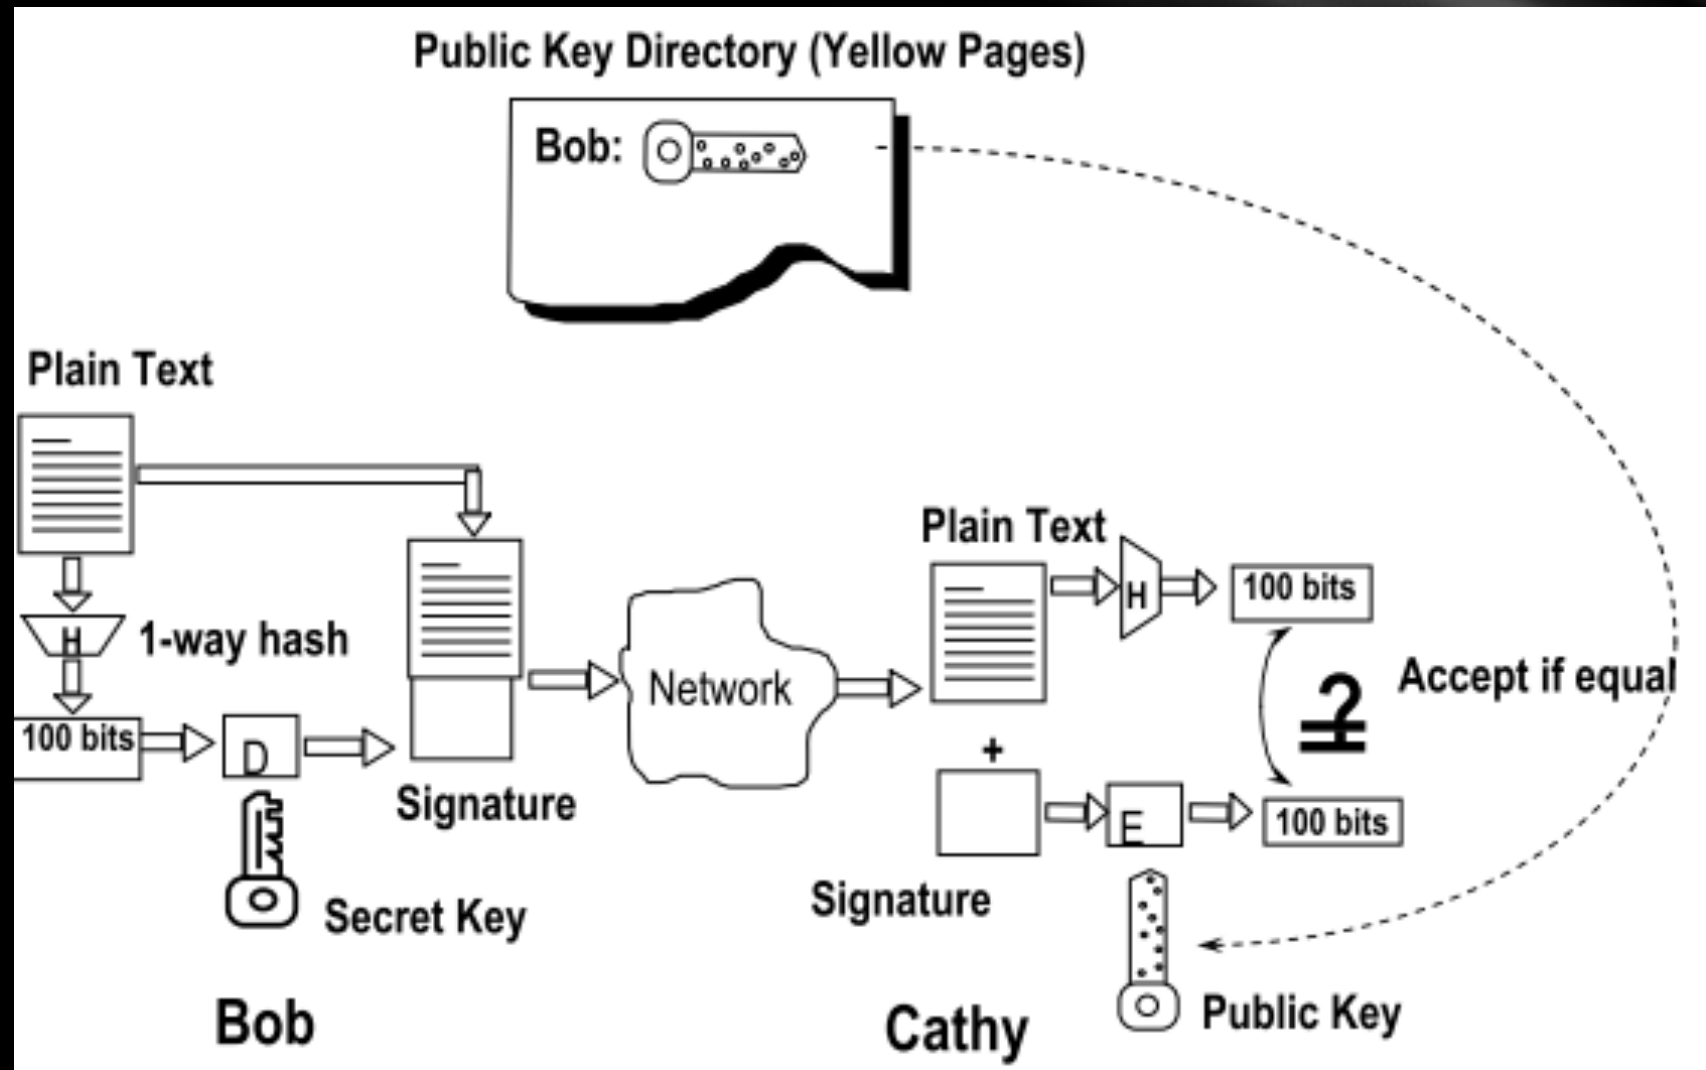 Public Key Directory (Yellow Pages)
Bob:
Plain Text
H
1-way hash
100 bits
D
Signature
Secret Key
Bob
Network
Plain Text
H
100 bits
?
=
Accept if equal
+
E
100 bits
Signature
Public Key
Cathy